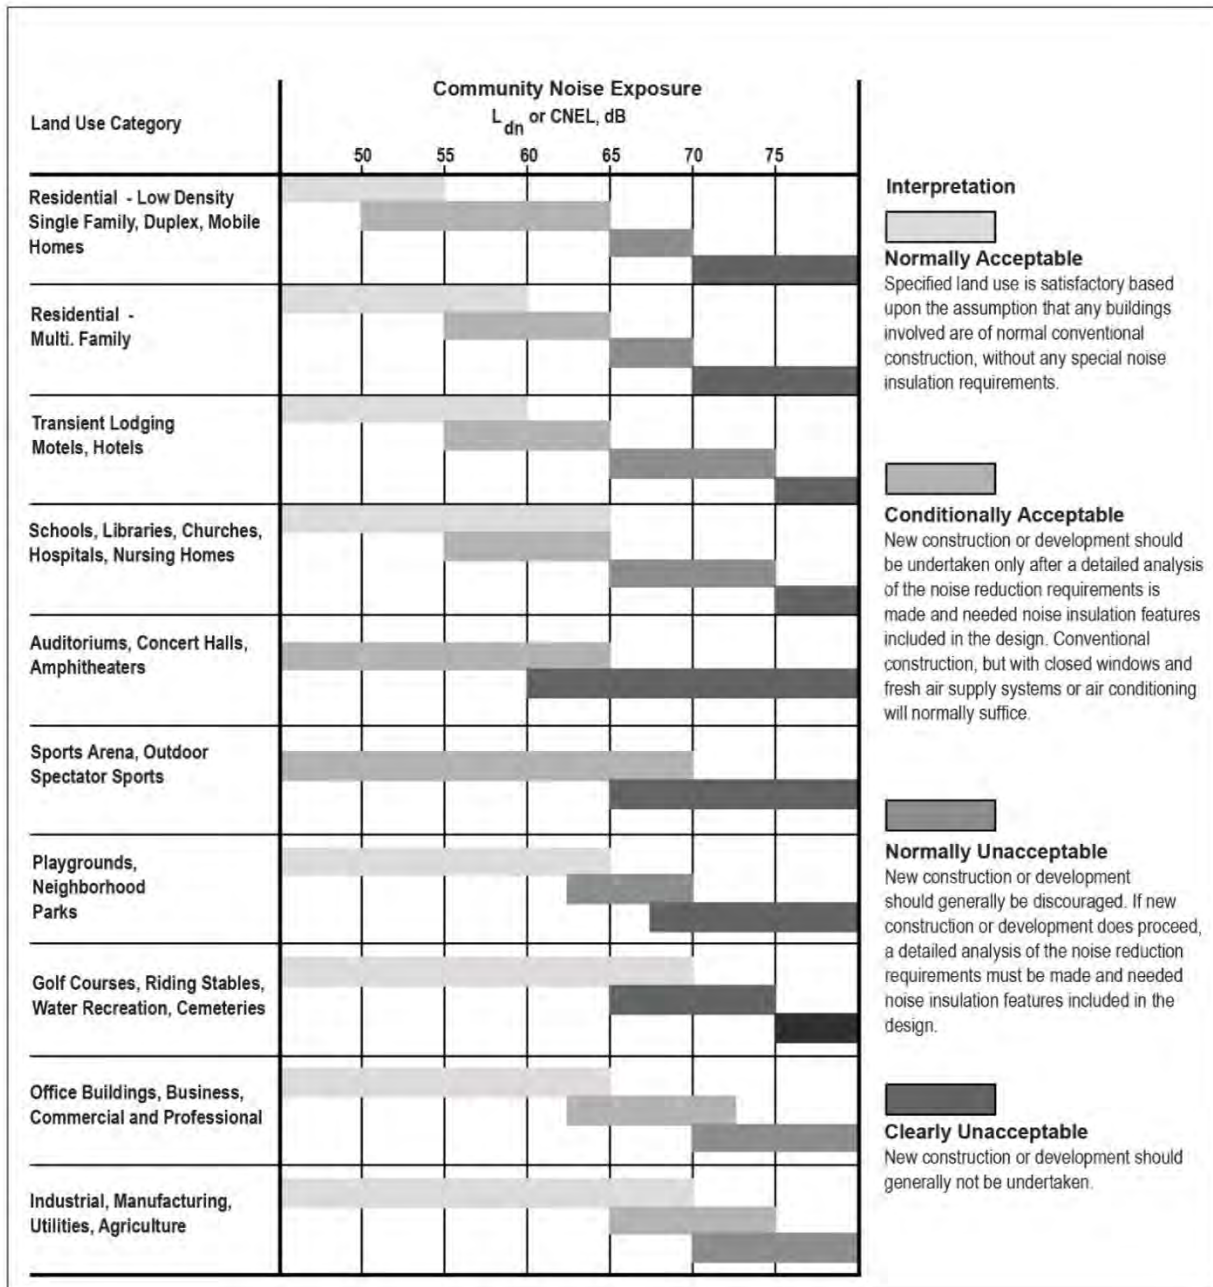 Community Noise Exposure
L dn or CNEL, dB
Land Use Category
50 55 60 65 70 75
Residential - Low Density
Single Family, Duplex, Mobile
Homes
Residential -
Multi. Family
Transient Lodging
Motels, Hotels
Schools, Libraries, Churches,
Hospitals, Nursing Homes
Auditoriums, Concert Halls,
Amphitheaters
Sports Arena, Outdoor
Spectator Sports
Playgrounds,
Neighborhood
Parks
Golf Courses, Riding Stables,
Water Recreation, Cemeteries
Office Buildings, Business,
Commercial and Professional
Industrial, Manufacturing,
Utilities, Agriculture
Interpretation
Normally Acceptable
Specified land use is satisfactory based
upon the assumption that any buildings
involved are of normal conventional
construction, without any special noise
insulation requirements.
Conditionally Acceptable
New construction or development should
be undertaken only after a detailed analysis
of the noise reduction requirements is
made and needed noise insulation features
included in the design. Conventional
construction, but with closed windows and
fresh air supply systems or air conditioning
will normally suffice.
Normally Unacceptable
New construction or development
should generally be discouraged. If new
construction or development does proceed,
a detailed analysis of the noise reduction
requirements must be made and needed
noise insulation features included in the
design.
Clearly Unacceptable
New construction or development should
generally not be undertaken.